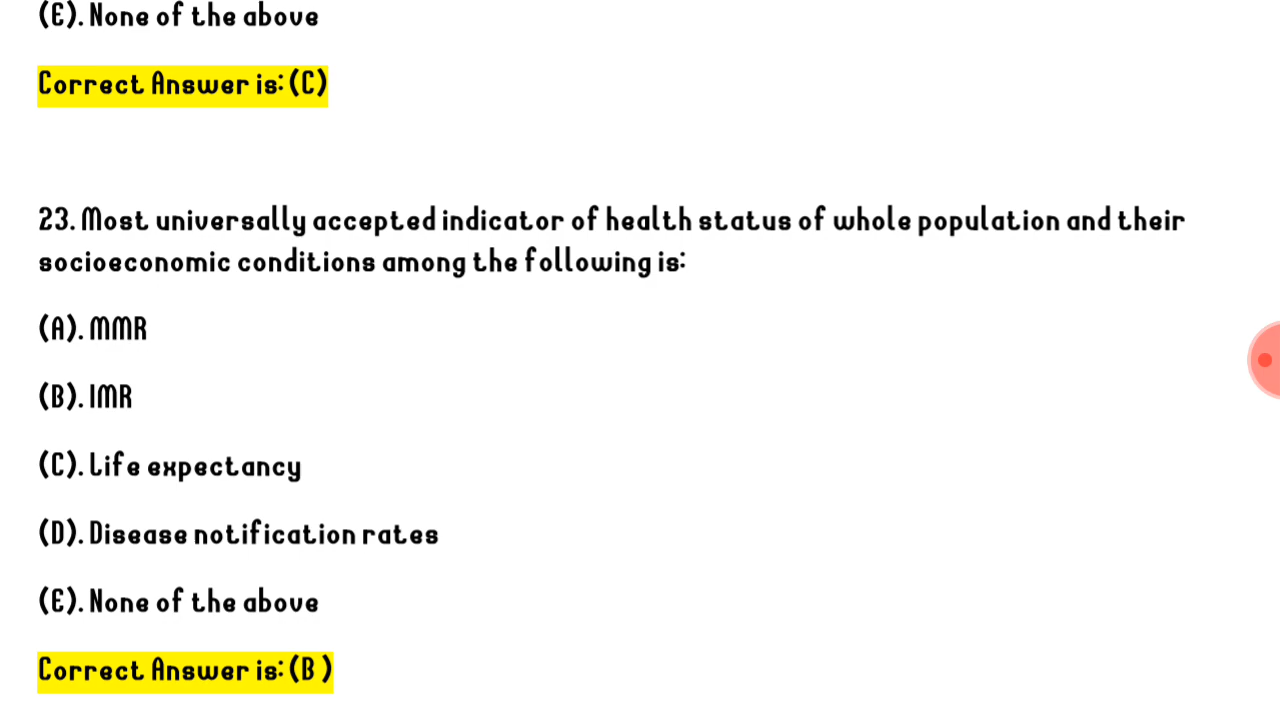 (E). None of the above
Correct Answer is: (C)
23. Most universally accepted indicator of health status of whole population and their
socioeconomic conditions among the following is:
(A). MMR
(B). IMR
(C). Life expectancy
(D). Disease notification rates
(E). None of the above
Correct Answer is: (B )